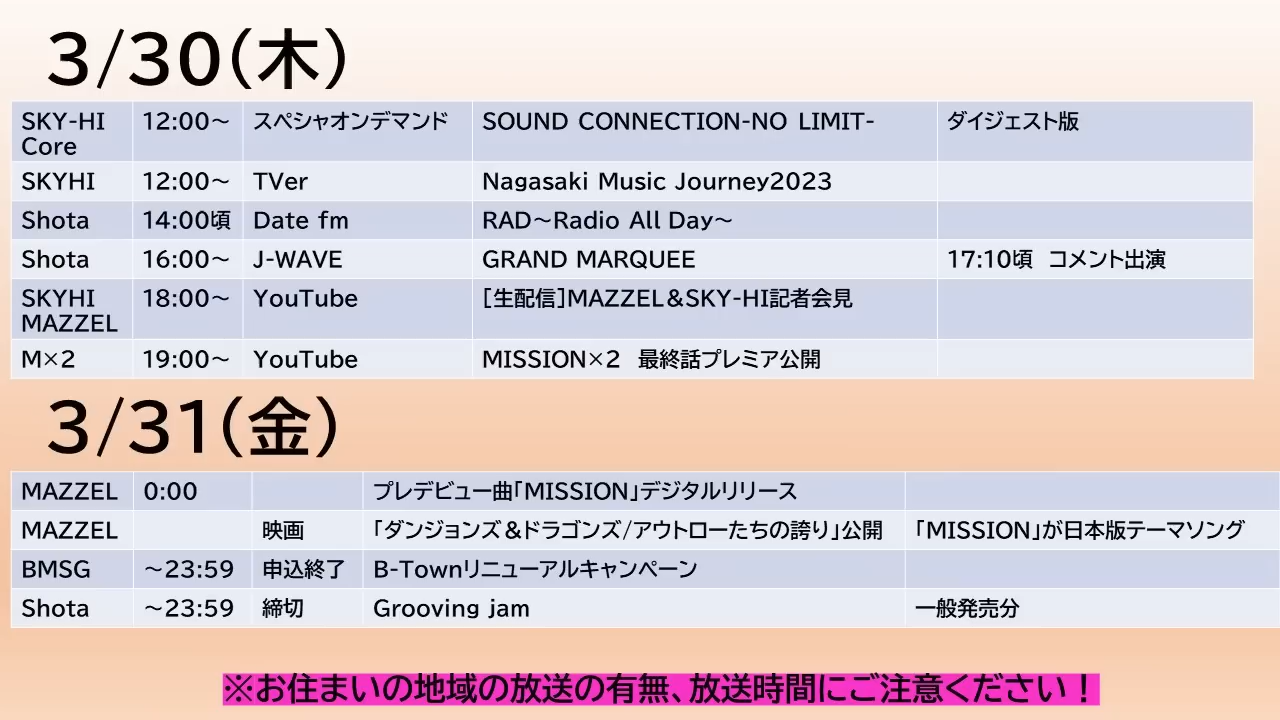 3/30(木)
SKY-HI Core 12:00～ スペシャオンデマンド SOUND CONNECTION-NO LIMIT- ダイジェスト版
SKYHI 12:00～ TVer Nagasaki Music Journey2023
Shota 14:00頃 Date fm RAD～Radio All Day～
Shota 16:00～ J-WAVE GRAND MARQUEE 17:10頃　コメント出演
SKYHI MAZZEL 18:00～ YouTube [生配信]MAZZEL＆SKY-HI記者会見
M×2 19:00～ YouTube MISSION×2　最終話プレミア公開
3/31(金)
MAZZEL 0:00 プレデビュー曲「MISSION」デジタルリリース
MAZZEL 映画 「ダンジョンズ＆ドラゴンズ/アウトローたちの誇り」公開 「MISSION」が日本版テーマソング
BMSG ～23:59 申込終了 B-Townリニューアルキャンペーン
Shota ～23:59 締切 Grooving jam 一般発売分
※お住まいの地域の放送の有無、放送時間にご注意ください！